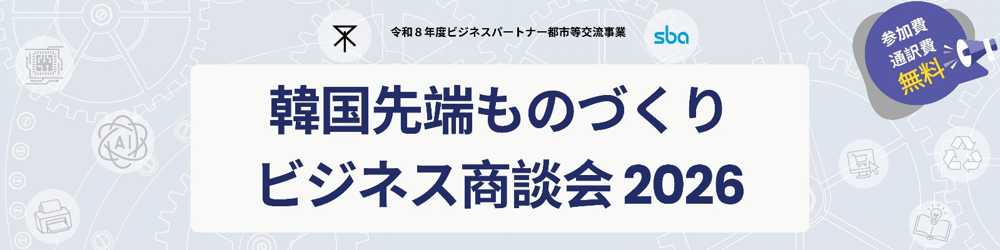 令和８年度ビジネスパートナー都市等交流事業
sba
参加費
通訳費
無料
韓国先端ものづくり
ビジネス商談会 2026
AI